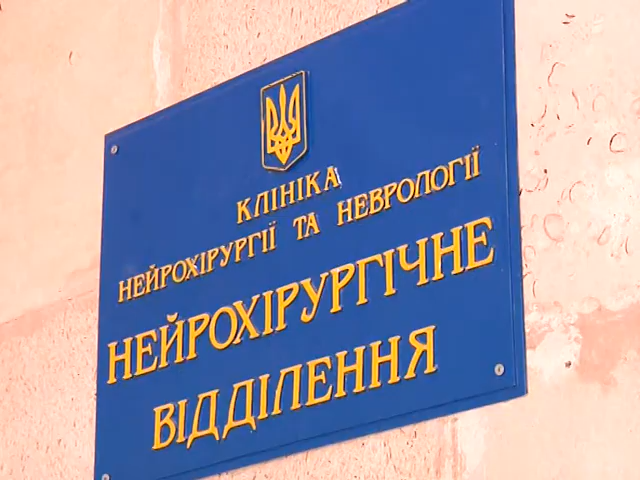 КЛІНІКА
НЕЙРОХІРУРГІЇ ТА НЕВРОЛОГІЇ
НЕЙРОХІРУРГІЧНЕ
ВІДДІЛЕННЯ